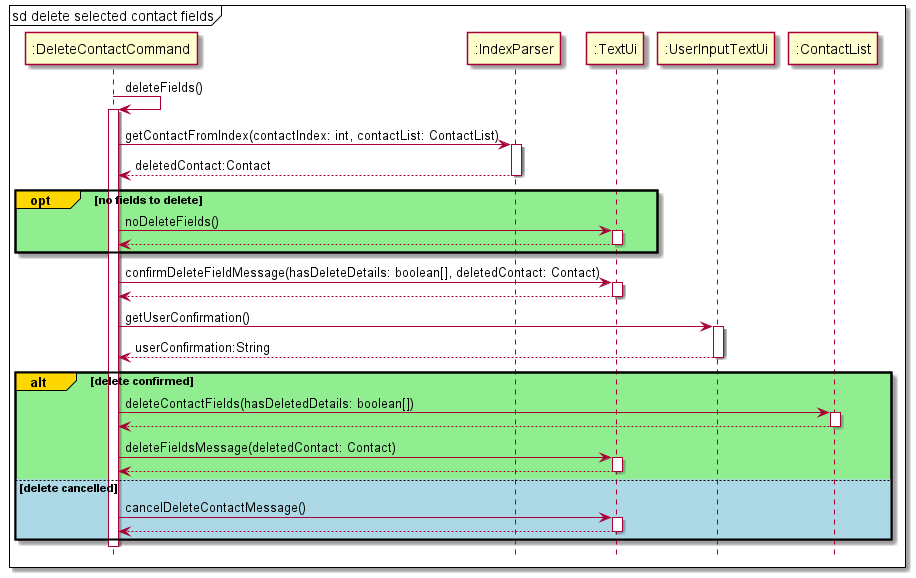 sd delete selected contact fields
:DeleteContactCommand :IndexParser :TextUi :UserInputTextUi :ContactList
deleteFields()
getContactFromIndex(contactIndex: int, contactList: ContactList)
deletedContact:Contact
opt [no fields to delete]
noDeleteFields()
confirmDeleteFieldMessage(hasDeleteDetails: boolean[], deletedContact: Contact)
getUserConfirmation()
userConfirmation:String
alt [delete confirmed]
deleteContactFields(hasDeletedDetails: boolean[])
deleteFieldsMessage(deletedContact: Contact)
[delete cancelled]
cancelDeleteContactMessage()